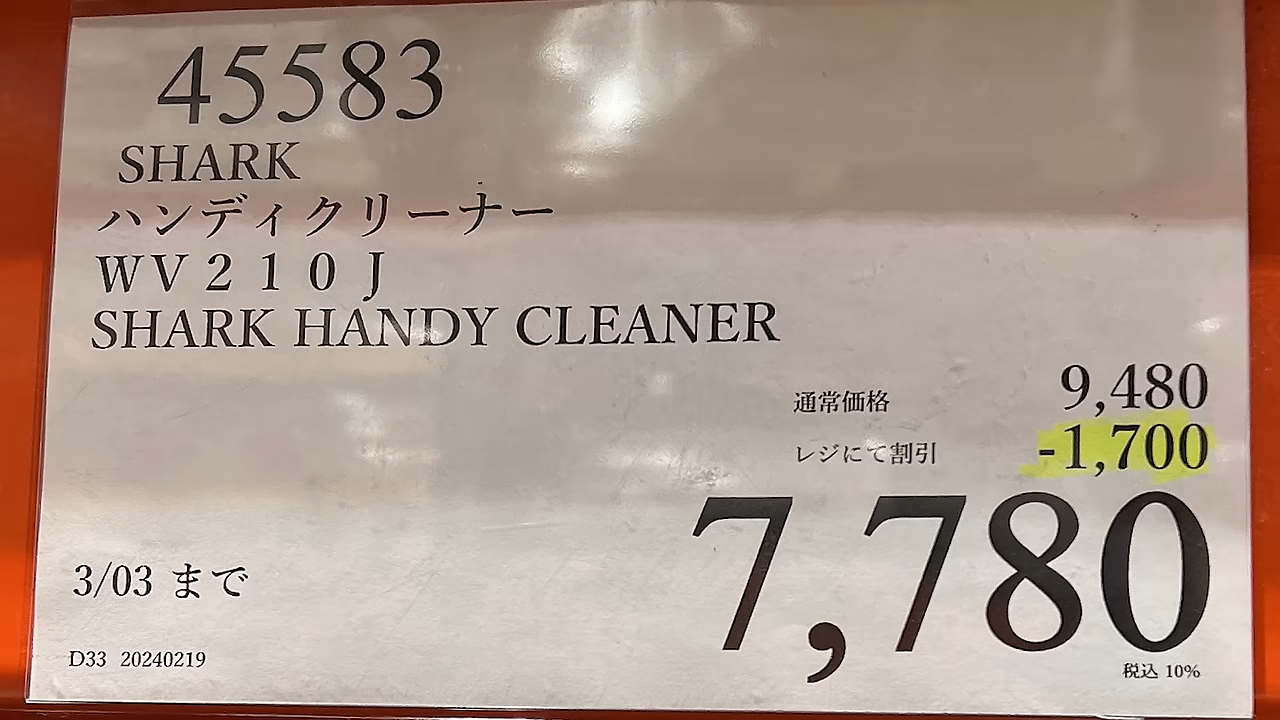 45583
SHARK
ハンディクリーナー
ＷＶ２１０Ｊ
SHARK HANDY CLEANER
通常価格 9,480
レジにて割引 -1,700
7,780
3/03 まで
D33 20240219
税込 10%